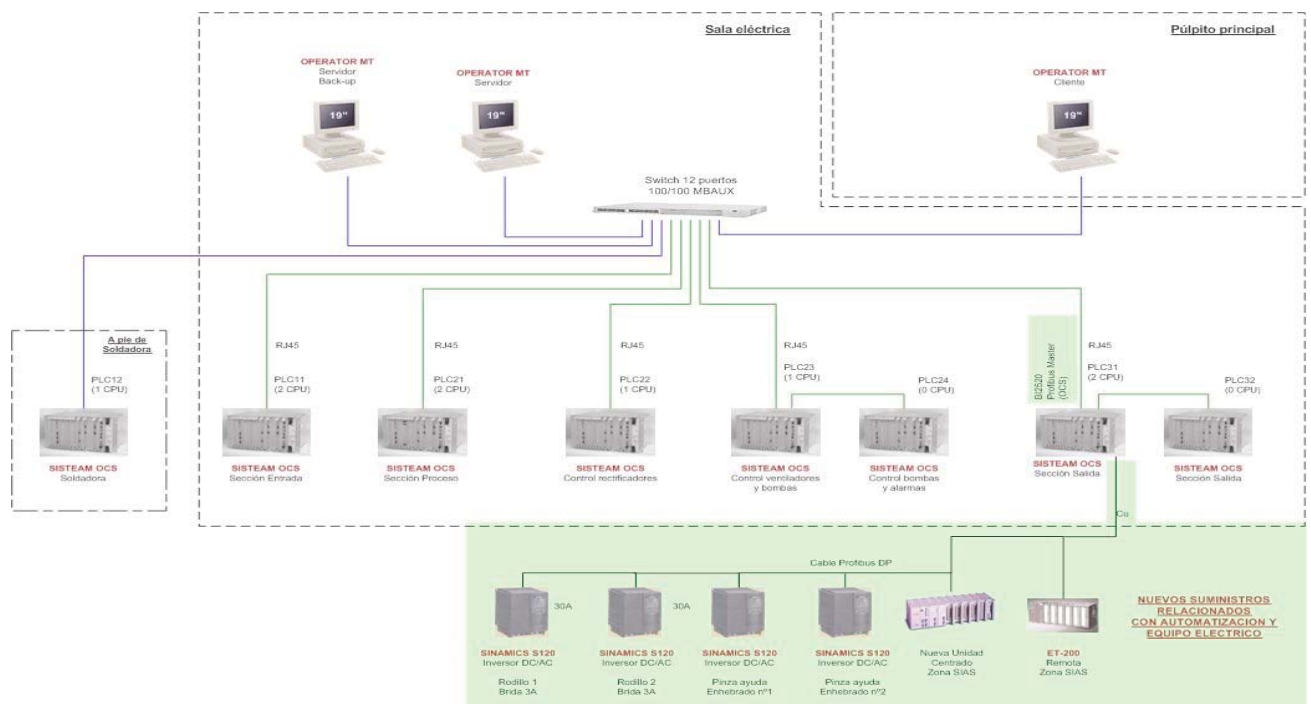 Sala eléctrica
Púlpito principal
OPERATOR MT
Servidor
Back-up
19"
OPERATOR MT
Servidor
19"
OPERATOR MT
Cliente
19"
Switch 12 puertos
100/100 MBAUX
A pie de
Soldadora
PLC12
(1 CPU)
SISTEAM OCS
Soldadora
RJ45
PLC11
(2 CPU)
SISTEAM OCS
Sección Entrada
RJ45
PLC21
(2 CPU)
SISTEAM OCS
Sección Proceso
RJ45
PLC22
(1 CPU)
SISTEAM OCS
Control rectificadores
RJ45
PLC23
(1 CPU)
SISTEAM OCS
Control ventiladores
y bombas
PLC24
(0 CPU)
SISTEAM OCS
Control bombas
y alarmas
BI2520
Profibus Master
(OCS)
RJ45
PLC31
(2 CPU)
SISTEAM OCS
Sección Salida
PLC32
(0 CPU)
SISTEAM OCS
Sección Salida
Cu
Cable Profibus DP
30A
SINAMICS S120
Inversor DC/AC
Rodillo 1
Brida 3A
30A
SINAMICS S120
Inversor DC/AC
Rodillo 2
Brida 3A
SINAMICS S120
Inversor DC/AC
Pinza ayuda
Enhebrado nº1
SINAMICS S120
Inversor DC/AC
Pinza ayuda
Enhebrado nº2
Nueva Unidad
Centrado
Zona SIAS
ET-200
Remota
Zona SIAS
NUEVOS SUMINISTROS
RELACIONADOS
CON AUTOMATIZACION Y
EQUIPO ELECTRICO